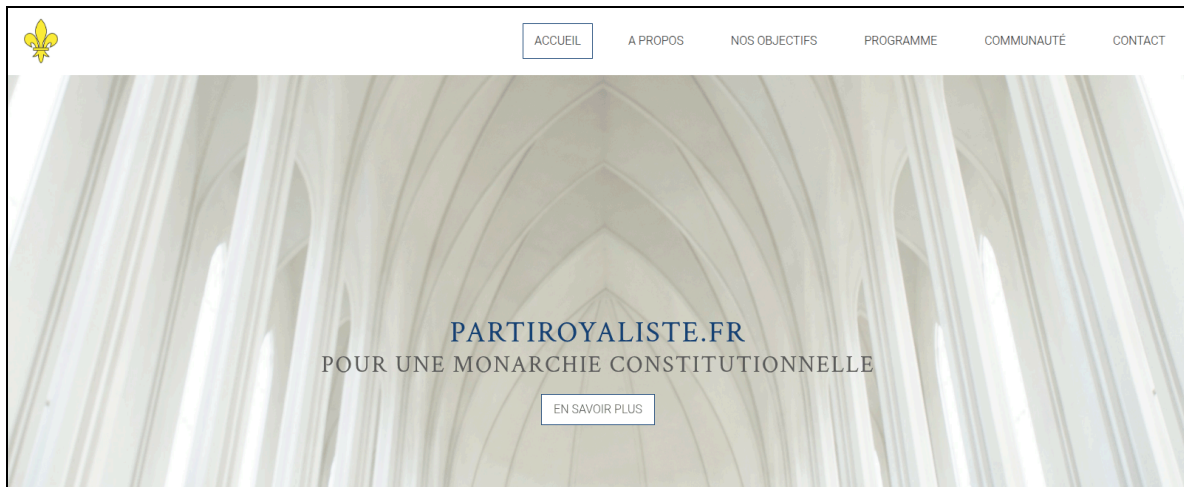 ACCUEIL A PROPOS NOS OBJECTIFS PROGRAMME COMMUNAUTÉ CONTACT
PARTIROYALISTE.FR
POUR UNE MONARCHIE CONSTITUTIONNELLE
EN SAVOIR PLUS